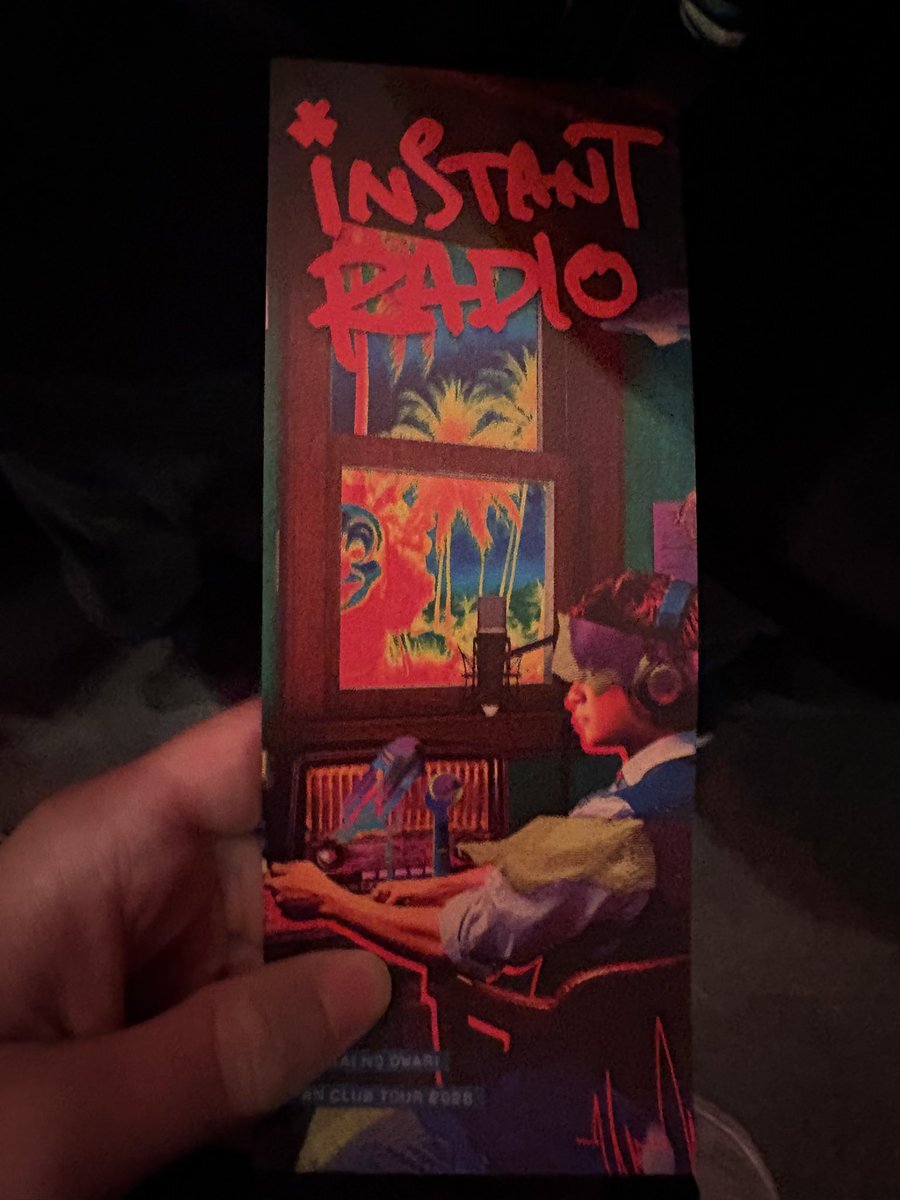 INSTANT
RADIO
NO OWARI
CLUB TOUR